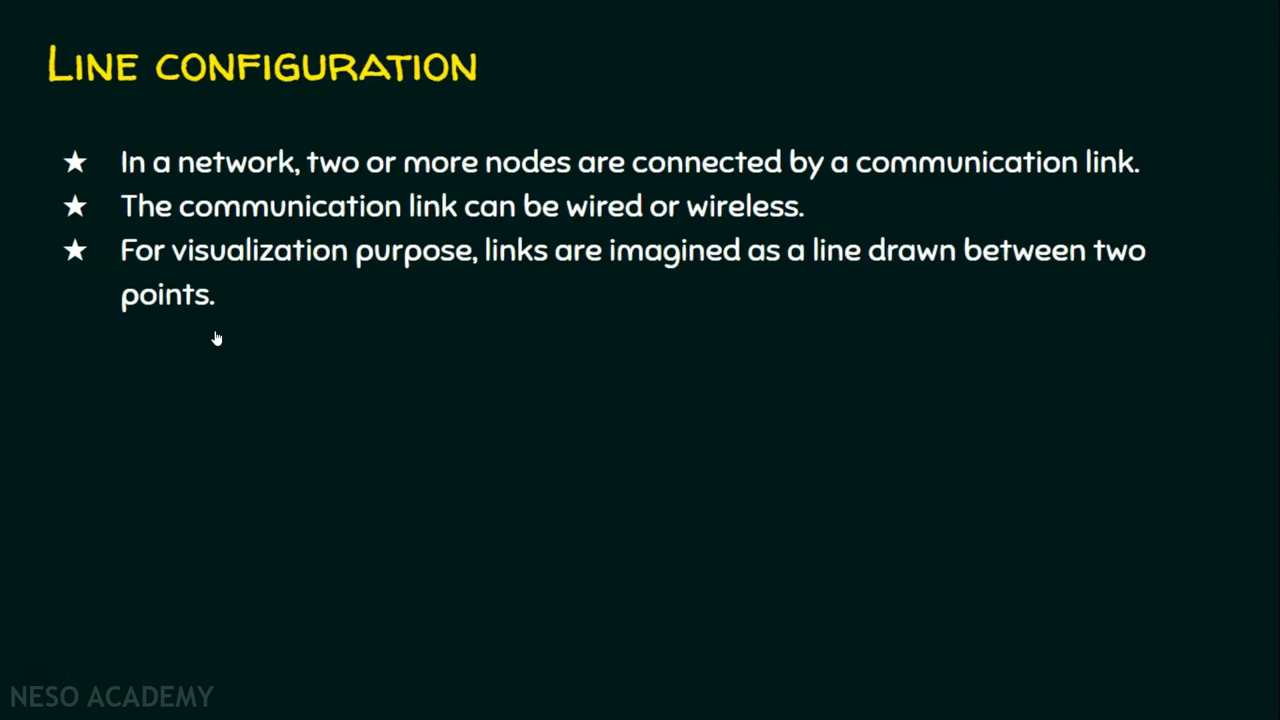 LINE CONFIGURATION
★ In a network, two or more nodes are connected by a communication link.
★ The communication link can be wired or wireless.
★ For visualization purpose, links are imagined as a line drawn between two
points.
NESO ACADEMY